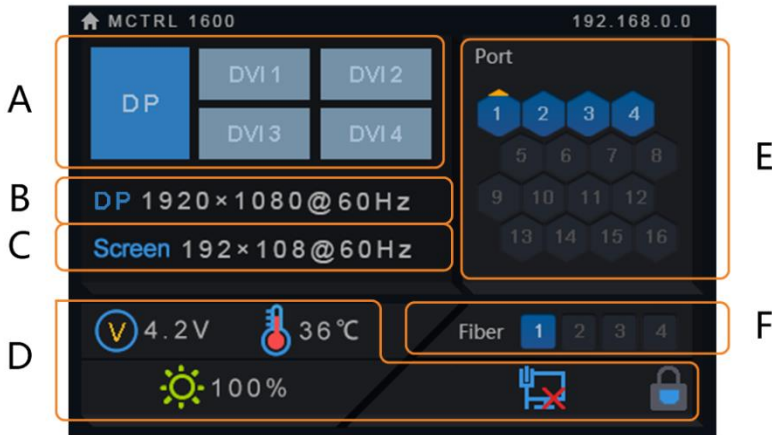 MCTRL 1600 192.168.0.0
A
DP
DVI 1 DVI 2
DVI 3 DVI 4
Port
1 2 3 4
5 6 7 8
9 10 11 12
13 14 15 16
E
B
DP 1920×1080@60Hz
C
Screen 192×108@60Hz
D
V 4.2V 36℃
100%
Fiber 1 2 3 4
F